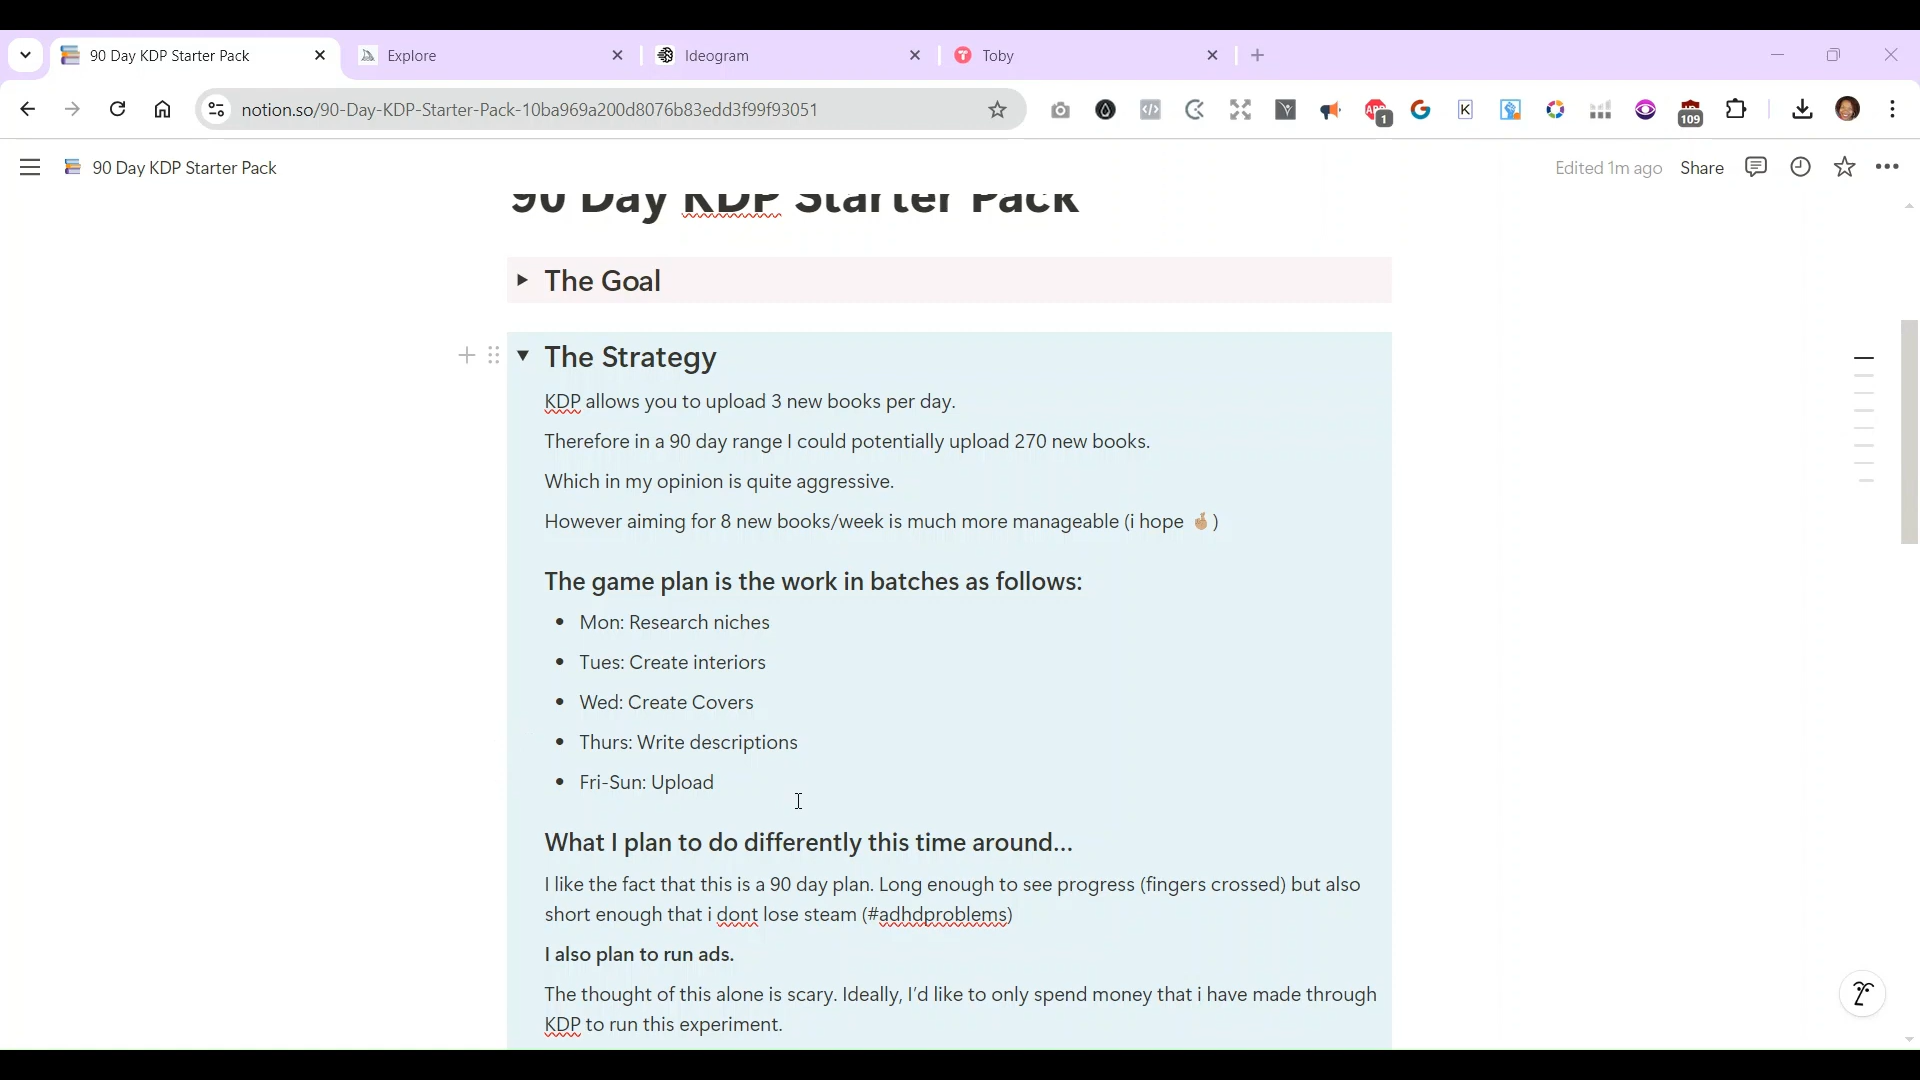 90 Day KDP Starter Pack
Explore
Ideogram
Toby
notion.so/90-Day-KDP-Starter-Pack-10ba969a200d8076b83edd3f99f93051
ABP
1
G
K
109
90 Day KDP Starter Pack
Edited 1m ago
Share
90 Day KDP Starter Pack
The Goal
The Strategy
KDP allows you to upload 3 new books per day.
Therefore in a 90 day range I could potentially upload 270 new books.
Which in my opinion is quite aggressive.
However aiming for 8 new books/week is much more manageable (i hope 🤞🏽)
The game plan is the work in batches as follows:
• Mon: Research niches
• Tues: Create interiors
• Wed: Create Covers
• Thurs: Write descriptions
• Fri-Sun: Upload
What I plan to do differently this time around...
I like the fact that this is a 90 day plan. Long enough to see progress (fingers crossed) but also
short enough that i dont lose steam (#adhdproblems)
I also plan to run ads.
The thought of this alone is scary. Ideally, I'd like to only spend money that i have made through
KDP to run this experiment.